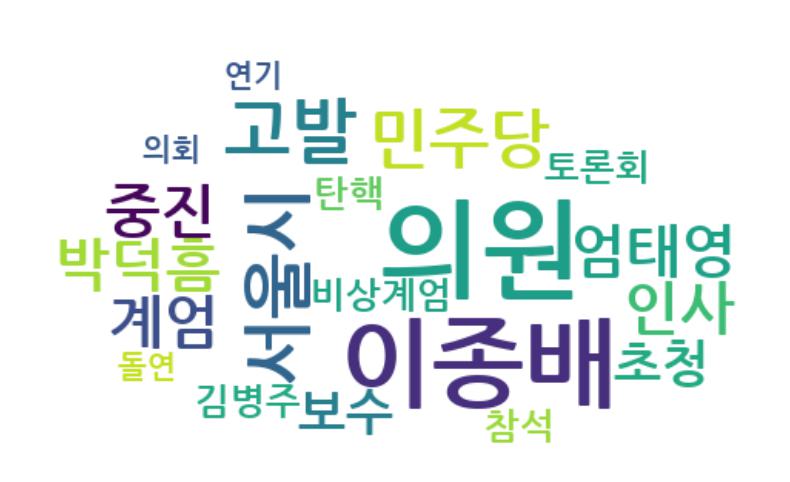 연기
고발 민주당
의회 토론회
중진 탄핵
서울시 의원 엄태영
박덕흠
계엄 비상계엄 인사
이종배 초청
돌연
김병주 보수
참석